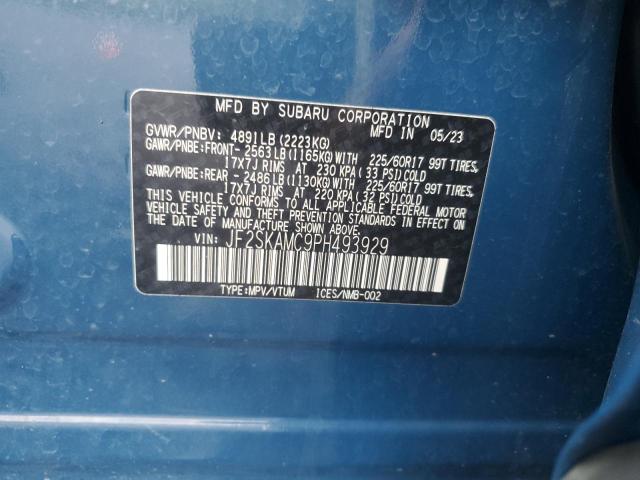 MFD BY SUBARU CORPORATION
MFD IN 05/23
GVWR/PNBV: 4891LB (2223KG)
GAWR/PNBE:FRONT- 2563LB(1165KG)WITH 225/60R17 99T TIRES,
17X7J RIMS AT 230 KPA (33 PSI)COLD
GAWR/PNBE:REAR - 2486LB(1130KG)WITH 225/60R17 99T TIRES,
17X7J RIMS AT 220 KPA (32 PSI)COLD
THIS VEHICLE CONFORMS TO ALL APPLICABLE FEDERAL MOTOR
VEHICLE SAFETY AND THEFT PREVENTION STANDARDS IN EFFECT ON
THE DATE OF MANUFACTURE SHOWN ABOVE.
VIN: JF2SKAMC9PH493929
TYPE:MPV/VTUM ICES/NMB-002